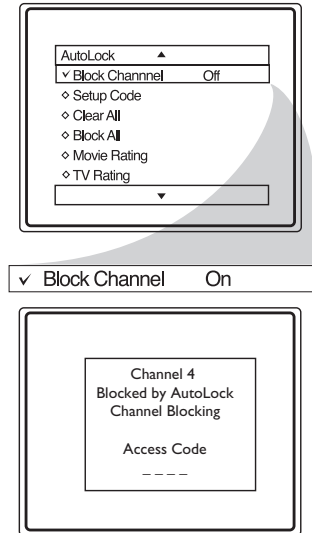 AutoLock ▲
✓ Block Channnel Off
◇ Setup Code
◇ Clear All
◇ Block All
◇ Movie Rating
◇ TV Rating
▼
✓ Block Channel On
Channel 4
Blocked by AutoLock
Channel Blocking
Access Code
_ _ _ _